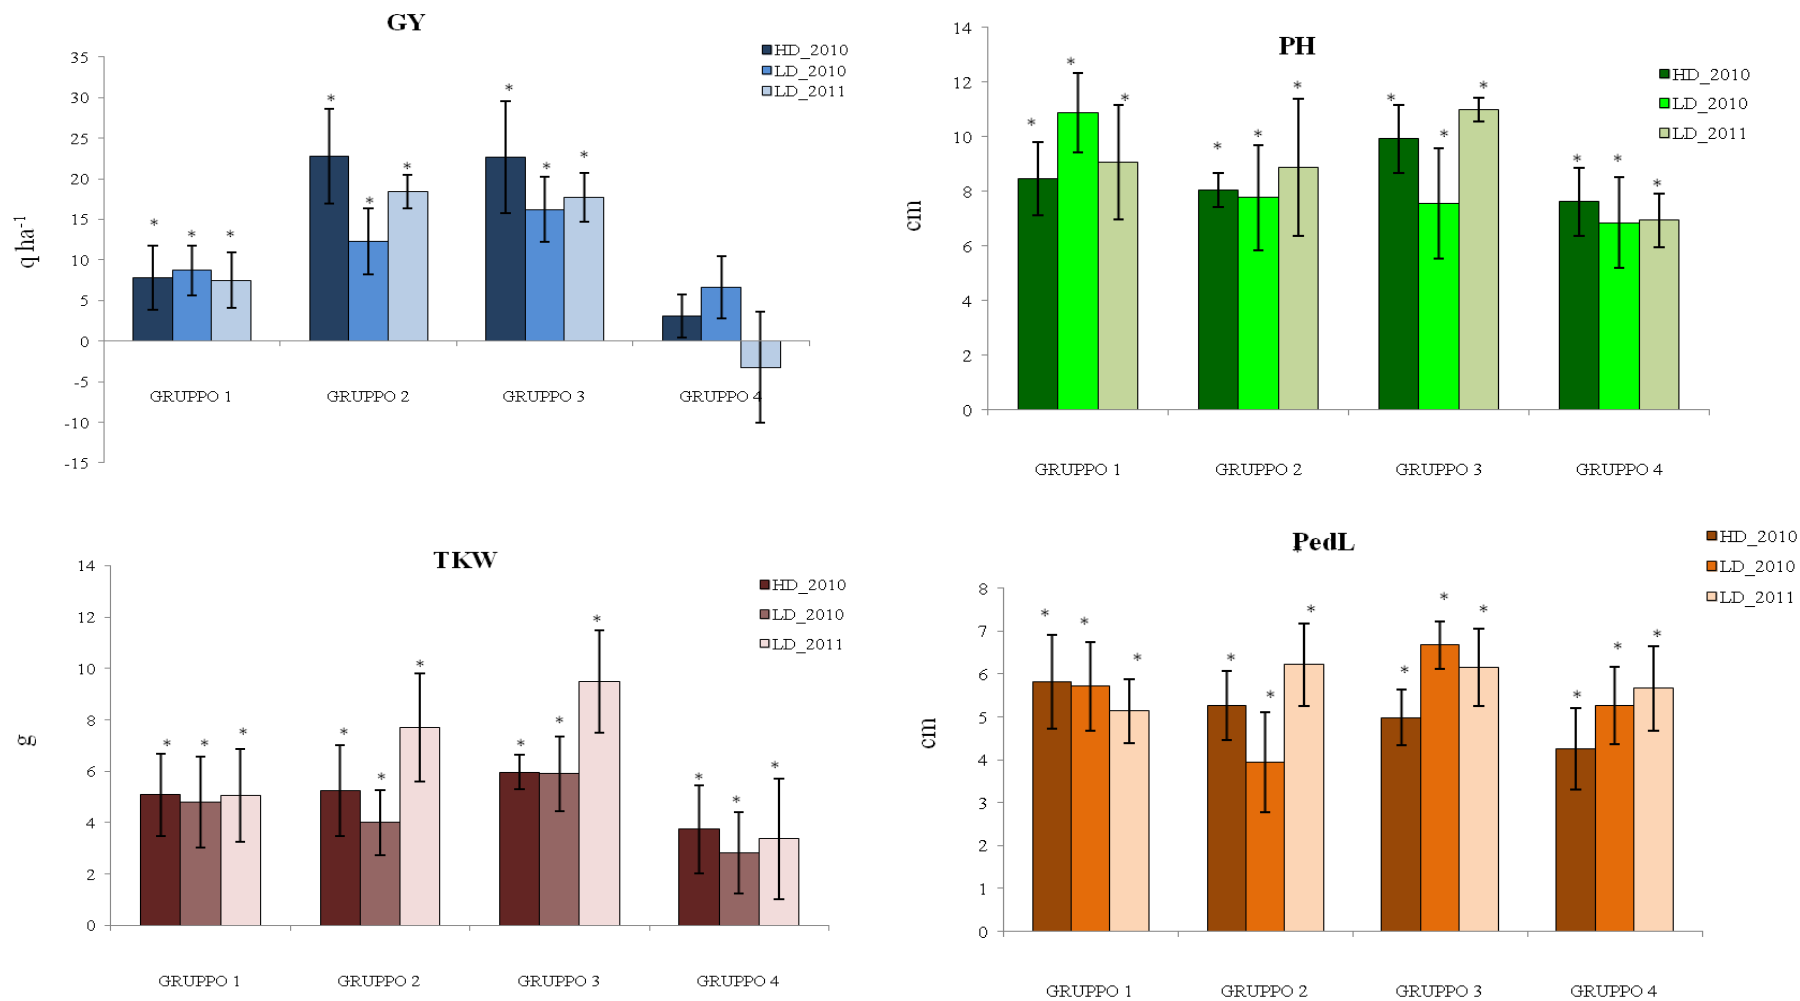 GY
HD_2010
LD_2010
LD_2011
35
30
25
20
15
10
5
0
-5
-10
-15
q ha-1
GRUPPO 1
GRUPPO 2
GRUPPO 3
GRUPPO 4
* * * * * * * * *
PH
HD_2010
LD_2010
LD_2011
14
12
10
8
6
4
2
0
cm
GRUPPO 1
GRUPPO 2
GRUPPO 3
GRUPPO 4
* * * * * * * * * * * *
TKW
HD_2010
LD_2010
LD_2011
14
12
10
8
6
4
2
0
g
GRUPPO 1
GRUPPO 2
GRUPPO 3
GRUPPO 4
* * * * * * * * * * * *
PedL
HD_2010
LD_2010
LD_2011
8
7
6
5
4
3
2
1
0
cm
GRUPPO 1
GRUPPO 2
GRUPPO 3
GRUPPO 4
* * * * * * * * * * * *